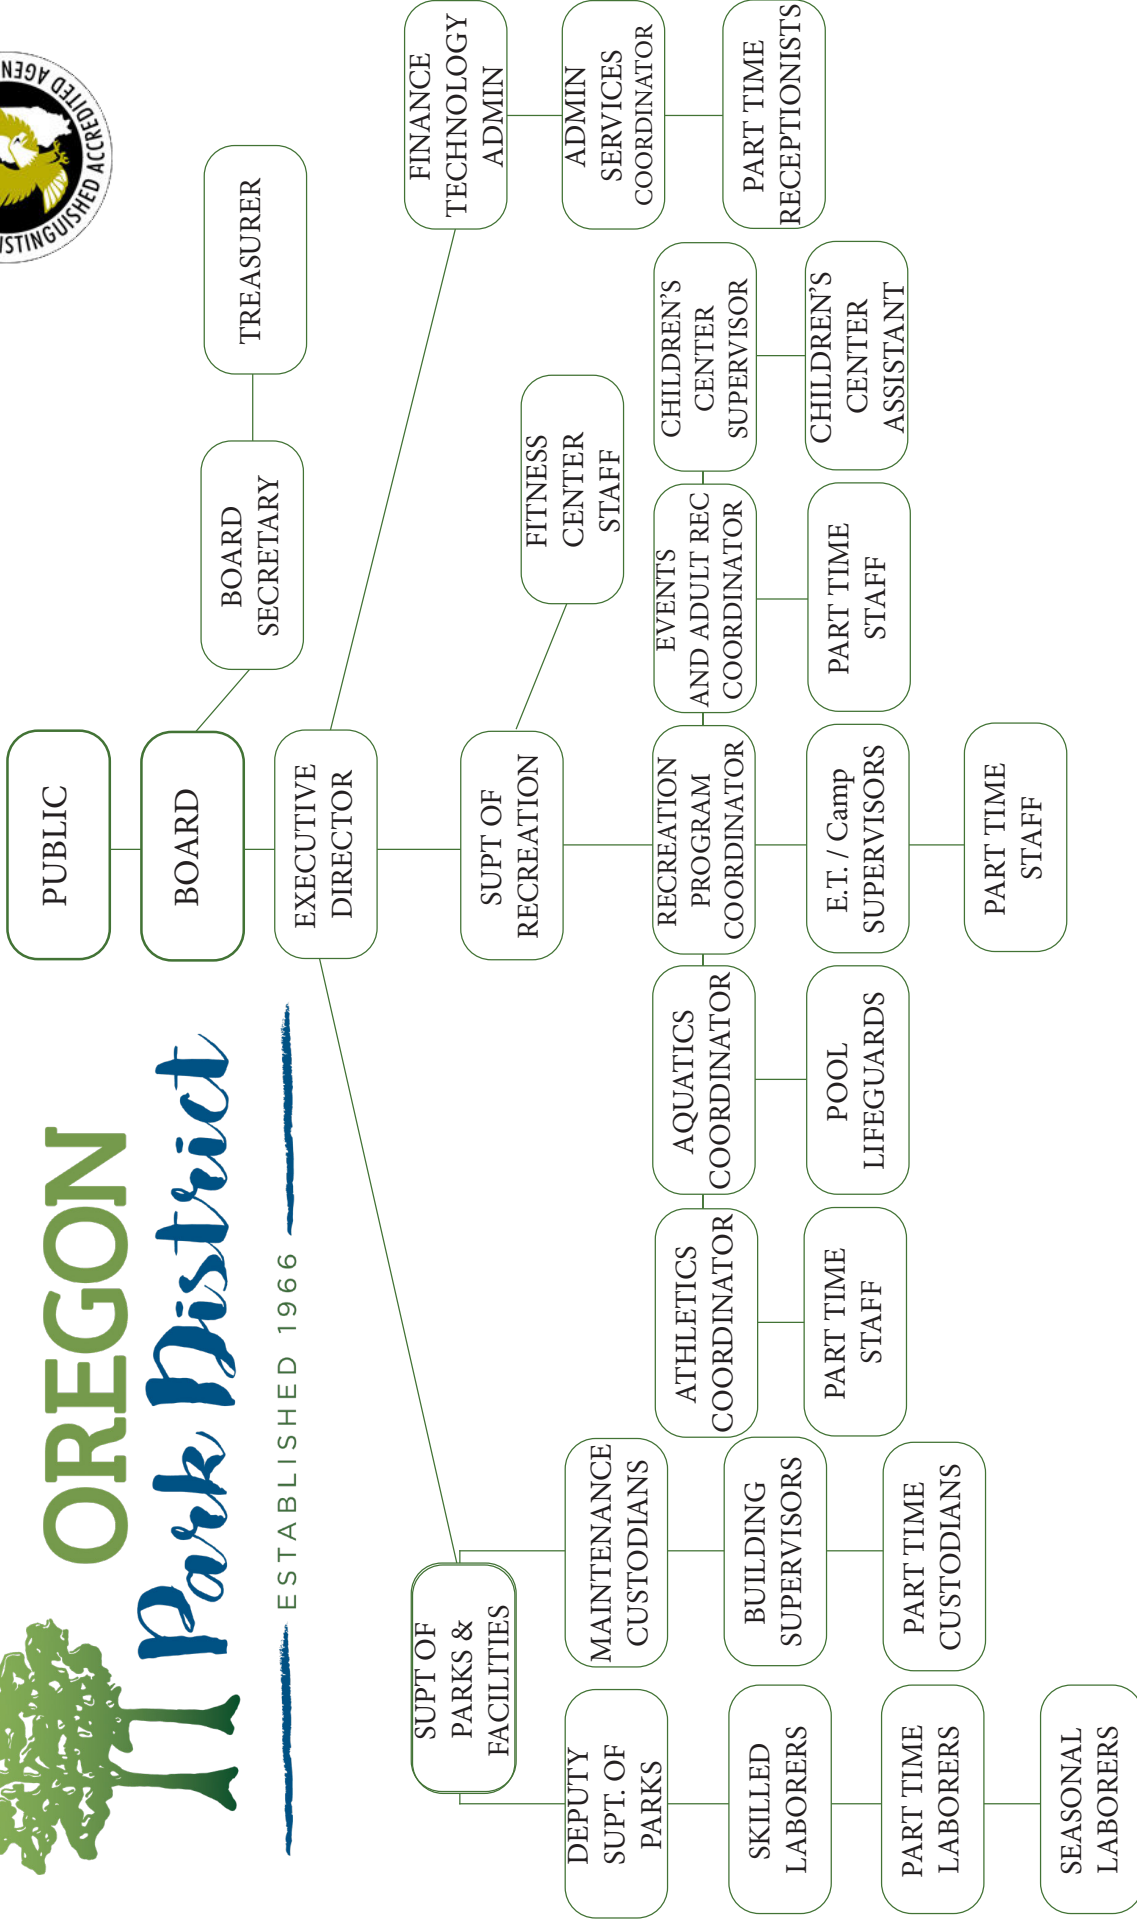 OREGON
Park District
ESTABLISHED 1966
DISTINGUISHED ACCREDITED
PUBLIC
BOARD
BOARD
SECRETARY
TREASURER
EXECUTIVE
DIRECTOR
SUPT OF
PARKS &
FACILITIES
SUPT OF
RECREATION
FINANCE
TECHNOLOGY
ADMIN
FITNESS
CENTER
STAFF
DEPUTY
SUPT. OF
PARKS
MAINTENANCE
CUSTODIANS
ADMIN
SERVICES
COORDINATOR
ATHLETICS
COORDINATOR
AQUATICS
COORDINATOR
RECREATION
PROGRAM
COORDINATOR
EVENTS
AND ADULT REC
COORDINATOR
CHILDREN’S
CENTER
SUPERVISOR
SKILLED
LABORERS
BUILDING
SUPERVISORS
PART TIME
RECEPTIONISTS
PART TIME
STAFF
POOL
LIFEGUARDS
E.T. / Camp
SUPERVISORS
PART TIME
STAFF
CHILDREN’S
CENTER
ASSISTANT
PART TIME
LABORERS
PART TIME
CUSTODIANS
PART TIME
STAFF
SEASONAL
LABORERS